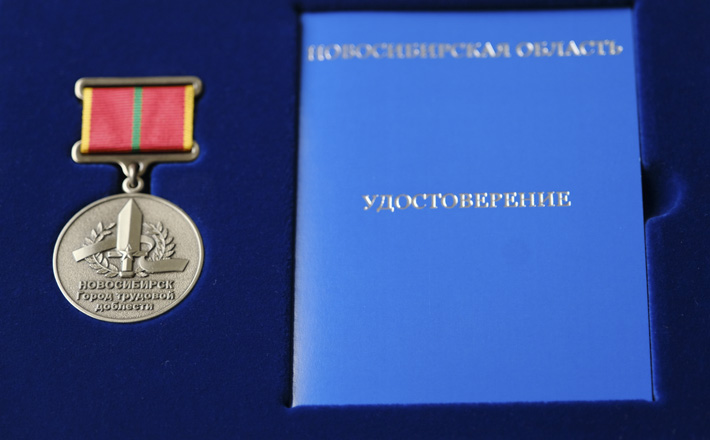 НОВОСИБИРСКАЯ ОБЛАСТЬ
УДОСТОВЕРЕНИЕ
НОВОСИБИРСК
Город трудовой
доблести